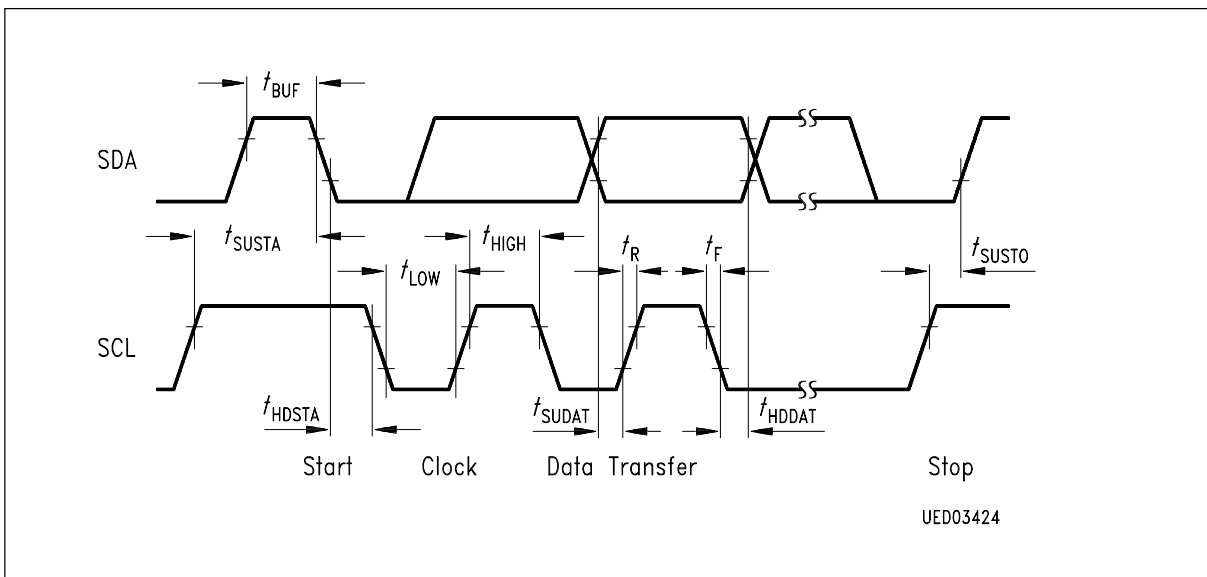 tBUF
SDA
tSUSTA
tHIGH
tLOW
tR
tF
tSUSTO
SCL
tHDSTA
tSUDAT
tHDDAT
Start
Clock
Data Transfer
Stop
UED03424